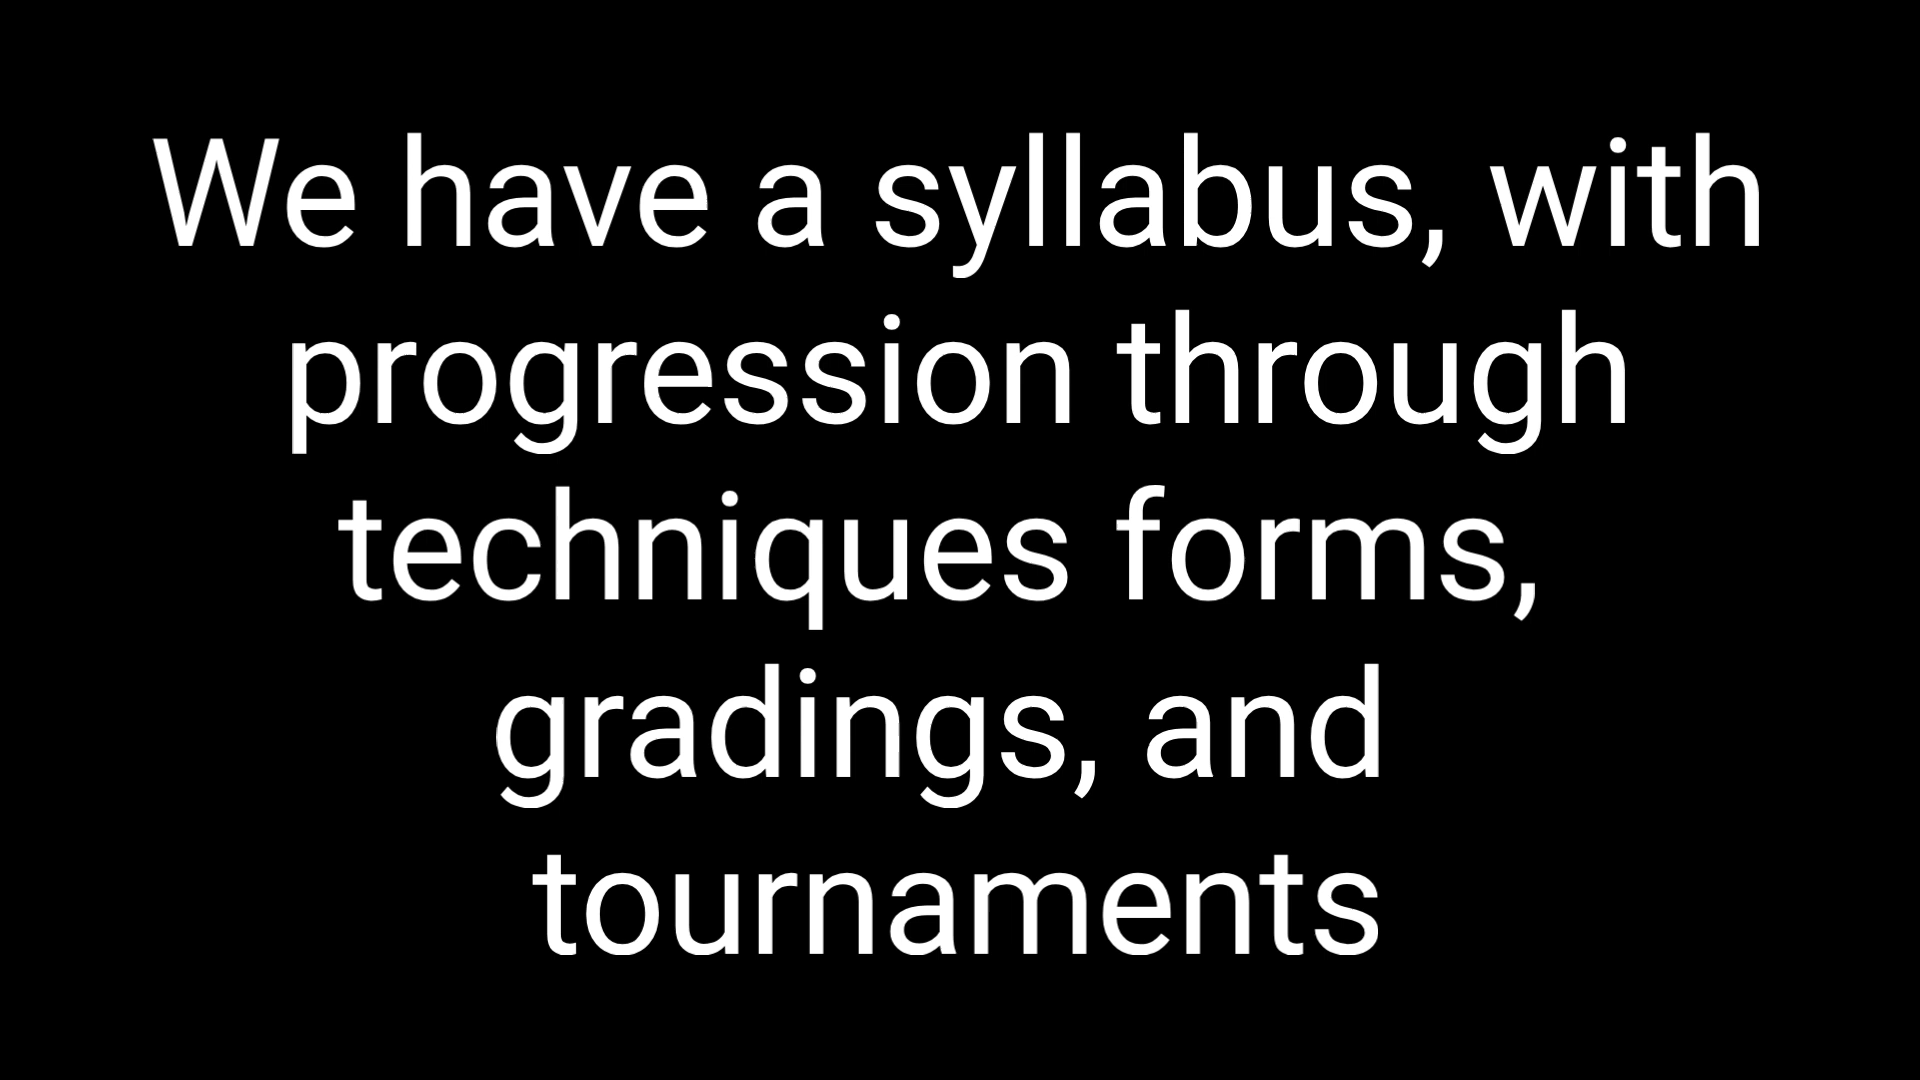 We have a syllabus, with
progression through
techniques forms,
gradings, and
tournaments